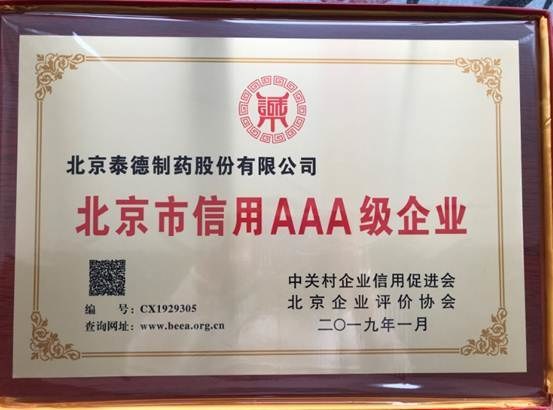 誠
北京泰德制药股份有限公司
北京市信用AAA级企业
编 号:CX1929305
查询网址:www.beea.org.cn
中关村企业信用促进会
北京企业评价协会
二〇一九年一月